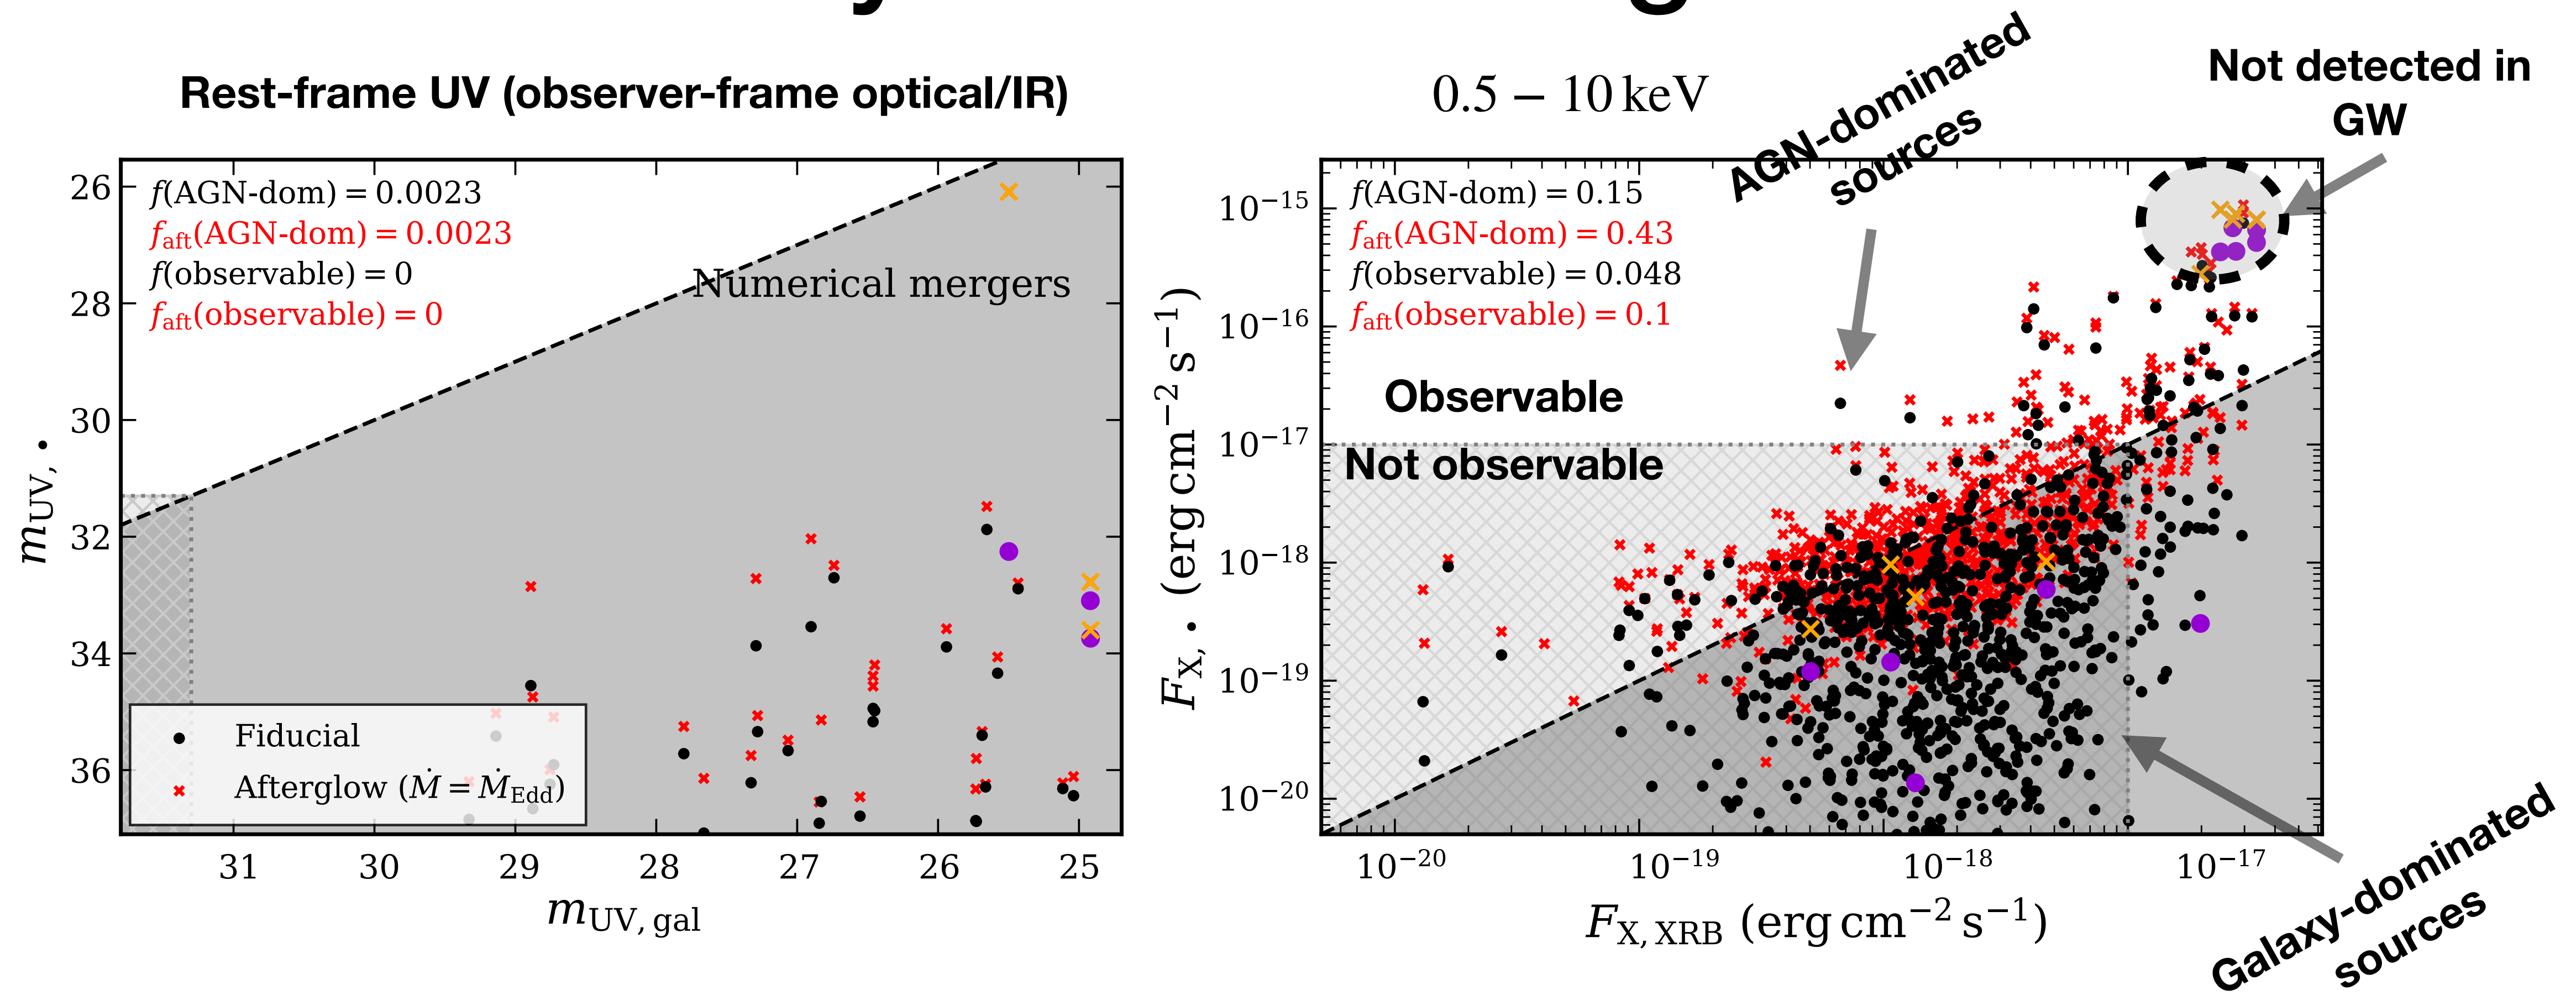 Rest-frame UV (observer-frame optical/IR)
f(AGN-dom) = 0.0023
f_aft(AGN-dom) = 0.0023
f(observable) = 0
f_aft(observable) = 0
Numerical mergers
26
28
30
32
34
36
m_UV, •
Fiducial
Afterglow (Ṁ = Ṁ_Edd)
31 30 29 28 27 26 25
m_UV, gal
0.5 − 10 keV
AGN-dominated
sources
Not detected in
GW
f(AGN-dom) = 0.15
f_aft(AGN-dom) = 0.43
f(observable) = 0.048
f_aft(observable) = 0.1
Observable
Not observable
10⁻¹⁵
10⁻¹⁶
10⁻¹⁷
10⁻¹⁸
10⁻¹⁹
10⁻²⁰
F_X, • (erg cm⁻² s⁻¹)
10⁻²⁰ 10⁻¹⁹ 10⁻¹⁸ 10⁻¹⁷
F_X, XRB (erg cm⁻² s⁻¹)
Galaxy-dominated
sources